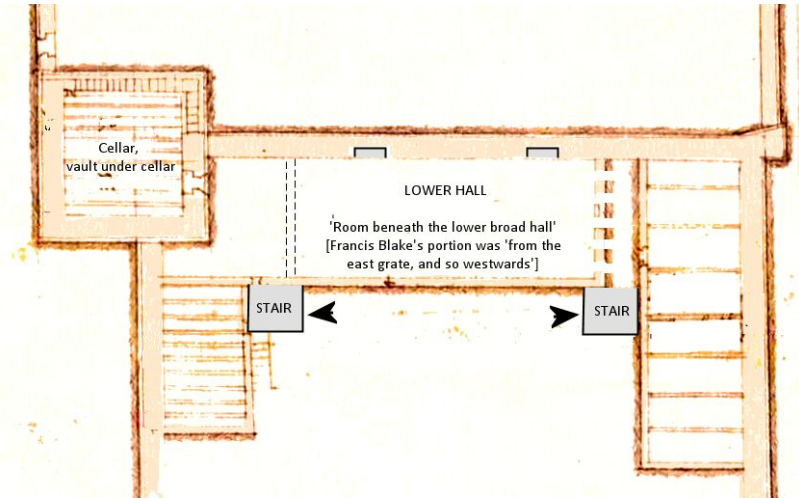 Cellar,
vault under cellar
LOWER HALL
'Room beneath the lower broad hall'
[Francis Blake's portion was 'from the
east grate, and so westwards']
STAIR
STAIR